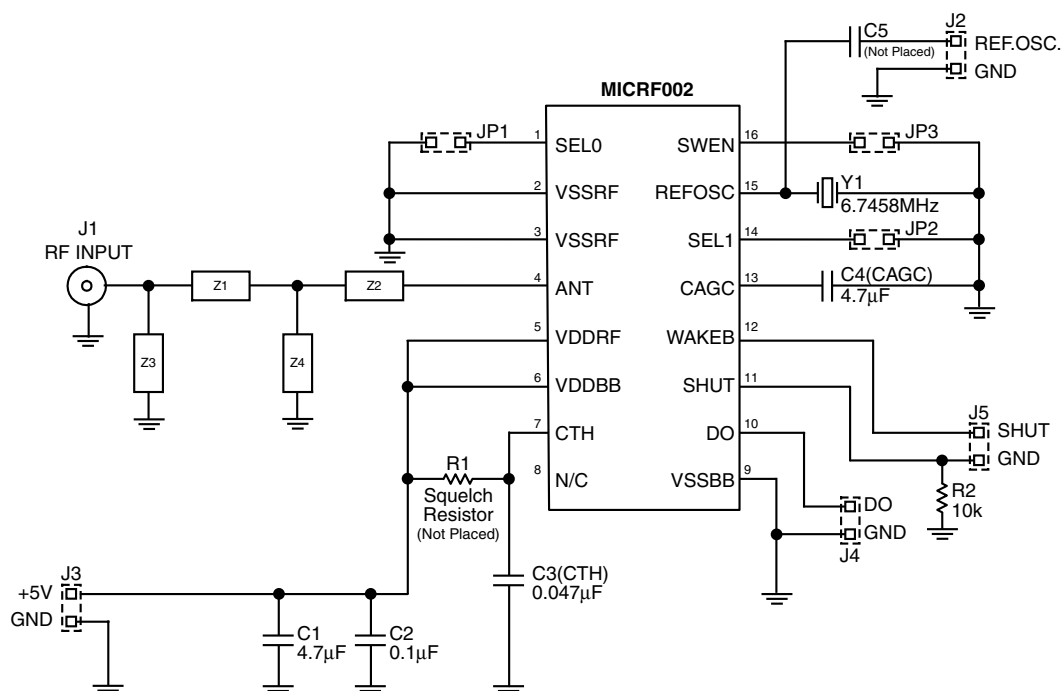 C5
(Not Placed)
J2
REF.OSC.
GND
MICRF002
JP1
1
SEL0
SWEN
16
JP3
2
VSSRF
REFOSC
15
Y1
6.7458MHz
3
VSSRF
SEL1
14
JP2
J1
RF INPUT
Z1
Z2
4
ANT
CAGC
13
C4(CAGC)
4.7µF
Z3
Z4
5
VDDRF
WAKEB
12
6
VDDBB
SHUT
11
7
CTH
DO
10
J5
SHUT
GND
R1
Squelch
Resistor
(Not Placed)
8
N/C
VSSBB
9
R2
10k
DO
GND
J4
C3(CTH)
0.047µF
J3
+5V
GND
C1
4.7µF
C2
0.1µF